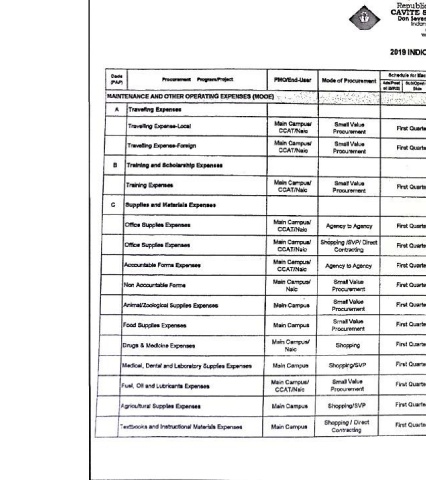 Republic
CAVITE S
Don Seve
Indan
2019 INDIC
Code (PAP) Procurement Program/Project PMO/End-User Mode of Procurement Schedule for Eac
MAINTENANCE AND OTHER OPERATING EXPENSES (MOOE)
A Travelling Expenses
Travelling Expense-Local Main Campus/ CCAT/Naic Small Value Procurement First Quarte
Travelling Expense-Foreign Main Campus/ CCAT/Naic Small Value Procurement First Quarte
B Training and Scholarship Expenses
Training Expenses Main Campus/ CCAT/Naic Small Value Procurement First Quarte
C Supplies and Materials Expenses
Office Supplies Expenses Main Campus/ CCAT/Naic Agency to Agency First Quarte
Office Supplies Expenses Main Campus/ CCAT/Naic Shopping /SVP/ Direct Contracting First Quarte
Accountable Forms Expenses Main Campus/ CCAT/Naic Agency to Agency First Quarte
Non Accountable Forms Main Campus/ Naic Small Value Procurement First Quarte
Animal/Zoological Supplies Expenses Main Campus Small Value Procurement First Quarte
Food Supplies Expenses Main Campus Small Value Procurement First Quarte
Drugs & Medicine Expenses Main Campus/ Naic Shopping First Quarte
Medical, Dental and Laboratory Supplies Expenses Main Campus Shopping/SVP First Quarte
Fuel, Oil and Lubricants Expenses Main Campus/ CCAT/Naic Small Value Procurement First Quarte
Agricultural Supplies Expenses Main Campus Shopping/SVP First Quarte
Textbooks and Instructional Materials Expenses Main Campus Shopping / Direct Contracting First Quarte